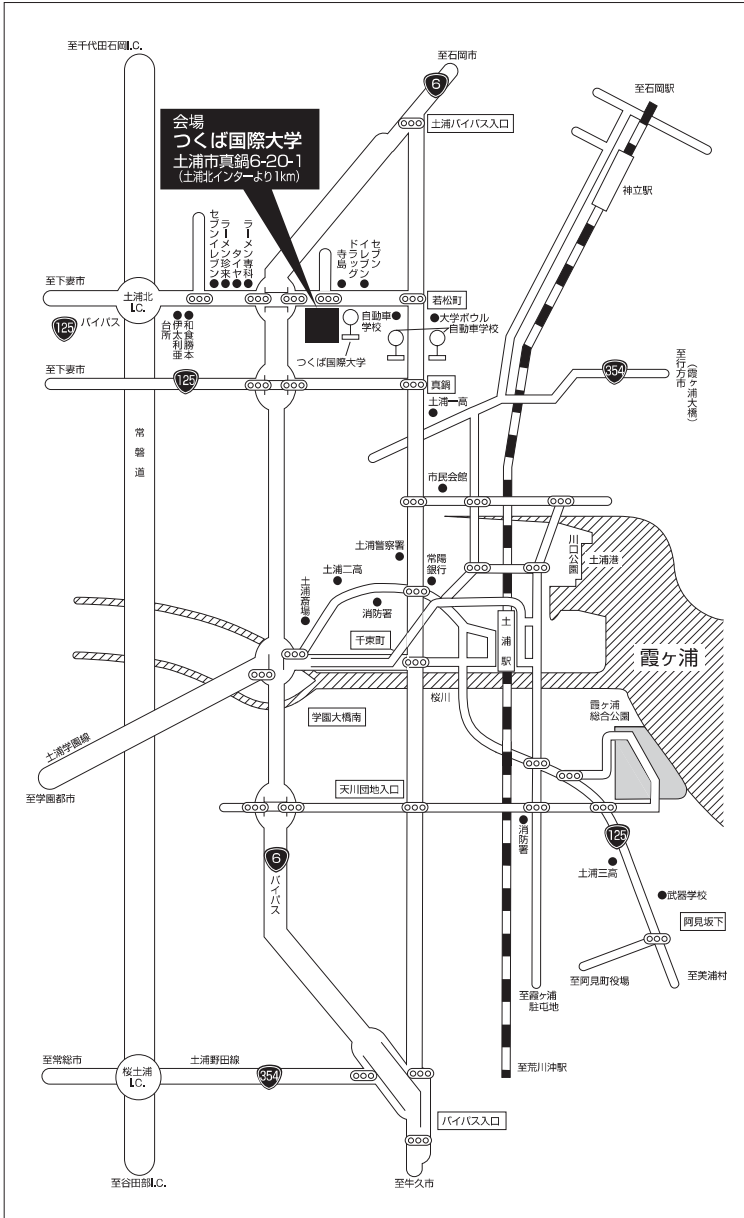 至千代田石岡I.C.
至石岡市
6
至石岡駅
土浦バイパス入口
会場
つくば国際大学
土浦市真鍋6-20-1
(土浦北インターより1km)
神立駅
セブンイレブン
ラーメン珍来
タイヤ
ラーメン専科
ドラッグ
寺島
セブン
イレブン
至下妻市
土浦北
I.C.
若松町
125
バイパス
台所
伊太利亜
和食勝本
自動車
学校
大学ボウル
自動車学校
つくば国際大学
至下妻市
125
真鍋
354
至行方市
(霞ヶ浦大橋)
土浦一高
常磐道
市民会館
土浦警察署
常陽
銀行
川口公園
土浦港
土浦二高
土浦斎場
消防署
千束町
土浦駅
霞ヶ浦
桜川
霞ヶ浦
総合公園
学園大橋南
土浦学園線
至学園都市
天川団地入口
消防署
125
6
バイパス
土浦三高
武器学校
阿見坂下
至阿見町役場
至美浦村
至霞ヶ浦
駐屯地
至常総市
桜土浦
I.C.
土浦野田線
354
至荒川沖駅
バイパス入口
至谷田部I.C.
至牛久市